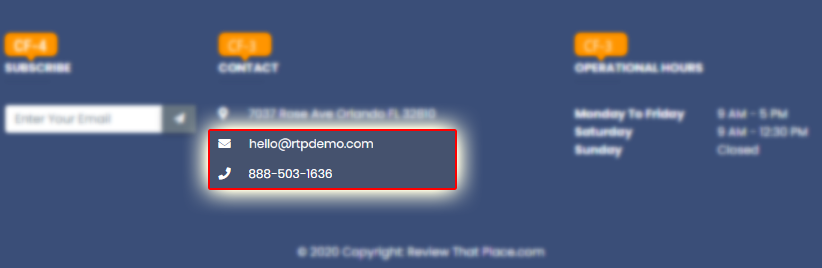 CF-4
SUBSCRIBE
Enter Your Email
CF-3
CONTACT
7037 Rose Ave Orlando FL 32810
hello@rtpdemo.com
888-503-1636
CF-3
OPERATIONAL HOURS
Monday To Friday 9 AM - 5 PM
Saturday 9 AM - 12:30 PM
Sunday Closed
© 2020 Copyright: Review That Place.com